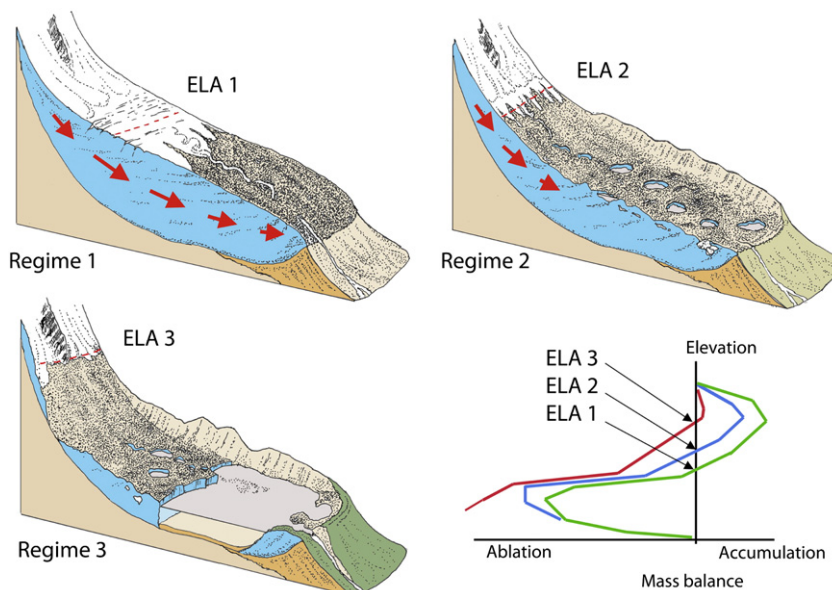 ELA 1
Regime 1
ELA 2
Regime 2
ELA 3
Regime 3
Elevation
ELA 3
ELA 2
ELA 1
Ablation
Accumulation
Mass balance